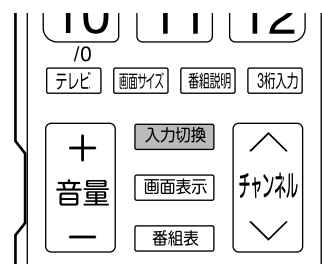 10 11 12
/0
テレビ 画面サイズ 番組説明 3桁入力
+ 入力切換
音量 画面表示 チャンネル
- 番組表